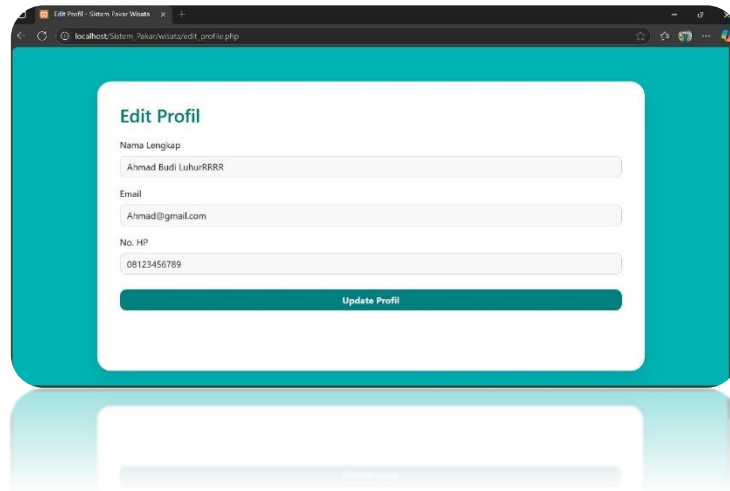 Edit Profil - Sistem Pakar Wisata
localhost/Sistem_Pakar/wisata/edit_profile.php
Edit Profil
Nama Lengkap
Ahmad Budi LuhurRRRR
Email
Ahmad@gmail.com
No. HP
08123456789
Update Profil